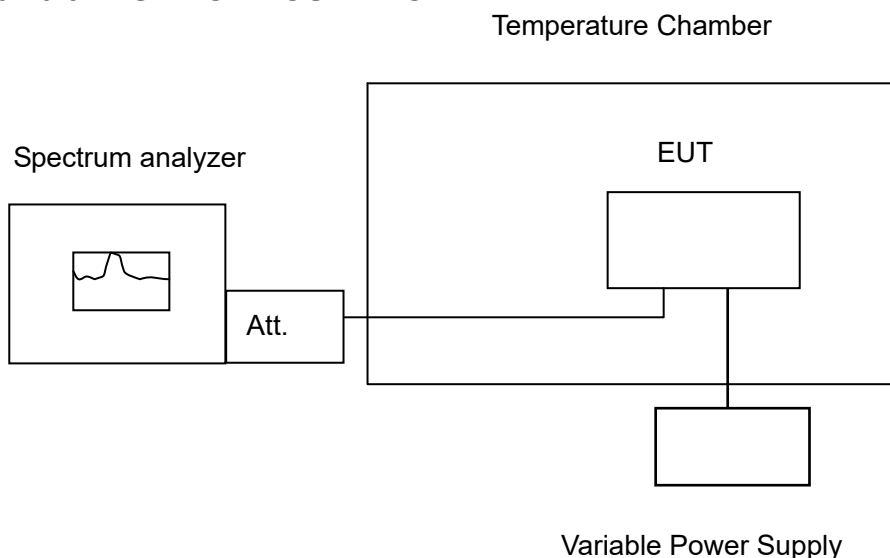 Temperature Chamber
Spectrum analyzer
EUT
Att.
Variable Power Supply